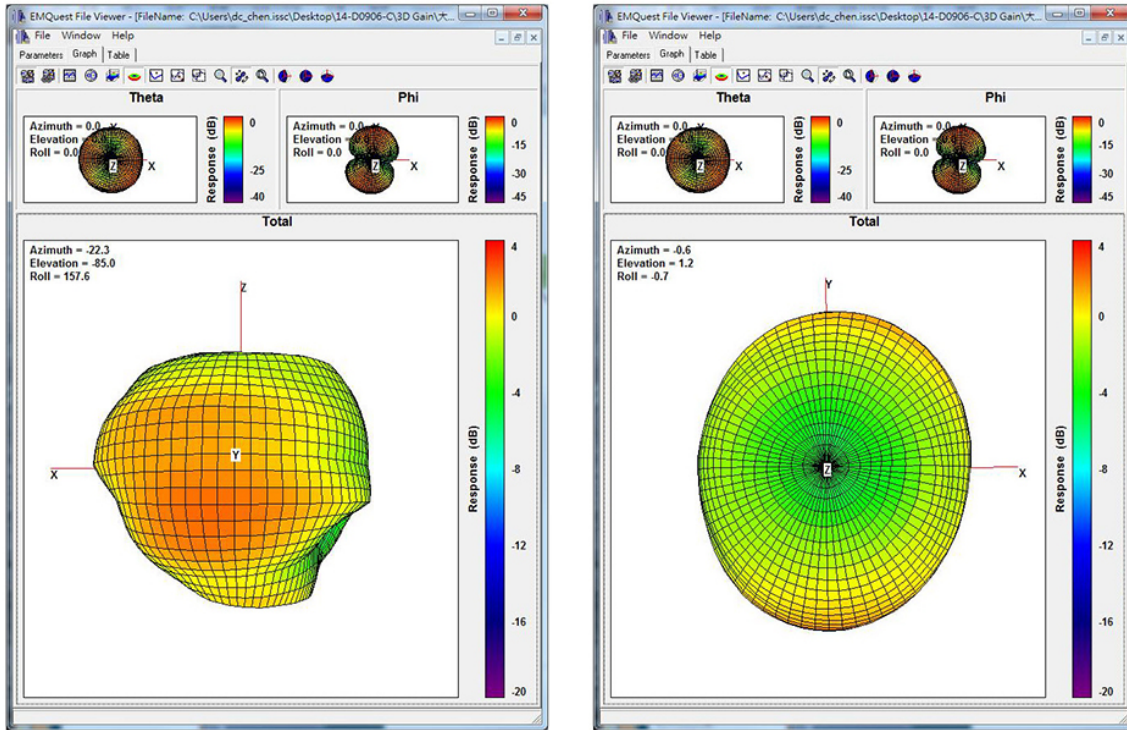 EMQuest File Viewer - [FileName: C:\Users\dc_chen.issc\Desktop\14-D0906-C\3D Gain\大...
File Window Help
Parameters Graph Table
Theta
Azimuth = 0.0
Elevation =
Roll = 0.0
Z
X
Response (dB)
0
-25
-40
Phi
Azimuth = 0.0
Elevation =
Roll = 0.0
Z
X
Response (dB)
0
-15
-30
-45
Total
Azimuth = -22.3
Elevation = -85.0
Roll = 157.6
Z
Y
X
Response (dB)
4
0
-4
-8
-12
-16
-20
EMQuest File Viewer - [FileName: C:\Users\dc_chen.issc\Desktop\14-D0906-C\3D Gain\大...
File Window Help
Parameters Graph Table
Theta
Azimuth = 0.0
Elevation =
Roll = 0.0
Z
X
Response (dB)
0
-25
-40
Phi
Azimuth = 0.0
Elevation =
Roll = 0.0
Z
X
Response (dB)
0
-15
-30
-45
Total
Azimuth = -0.6
Elevation = 1.2
Roll = -0.7
Y
Z
X
Response (dB)
4
0
-4
-8
-12
-16
-20